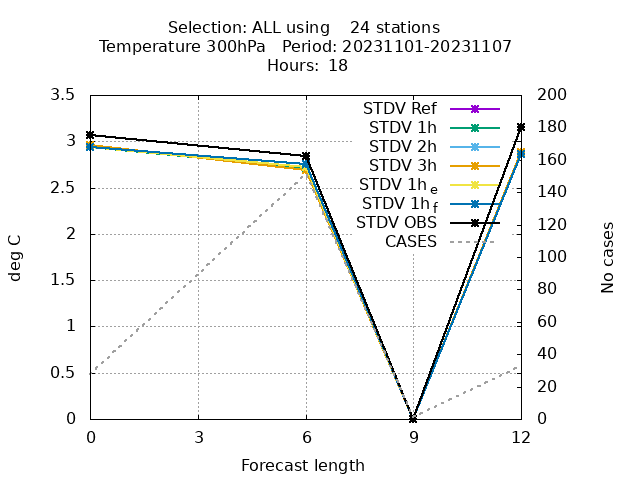 Selection: ALL using 24 stations
Temperature 300hPa Period: 20231101-20231107
Hours: 18
deg C
No cases
3.5
3
2.5
2
1.5
1
0.5
0
200
180
160
140
120
100
80
60
40
20
0
STDV Ref
STDV 1h
STDV 2h
STDV 3h
STDV 1h e
STDV 1h f
STDV OBS
CASES
0 3 6 9 12
Forecast length